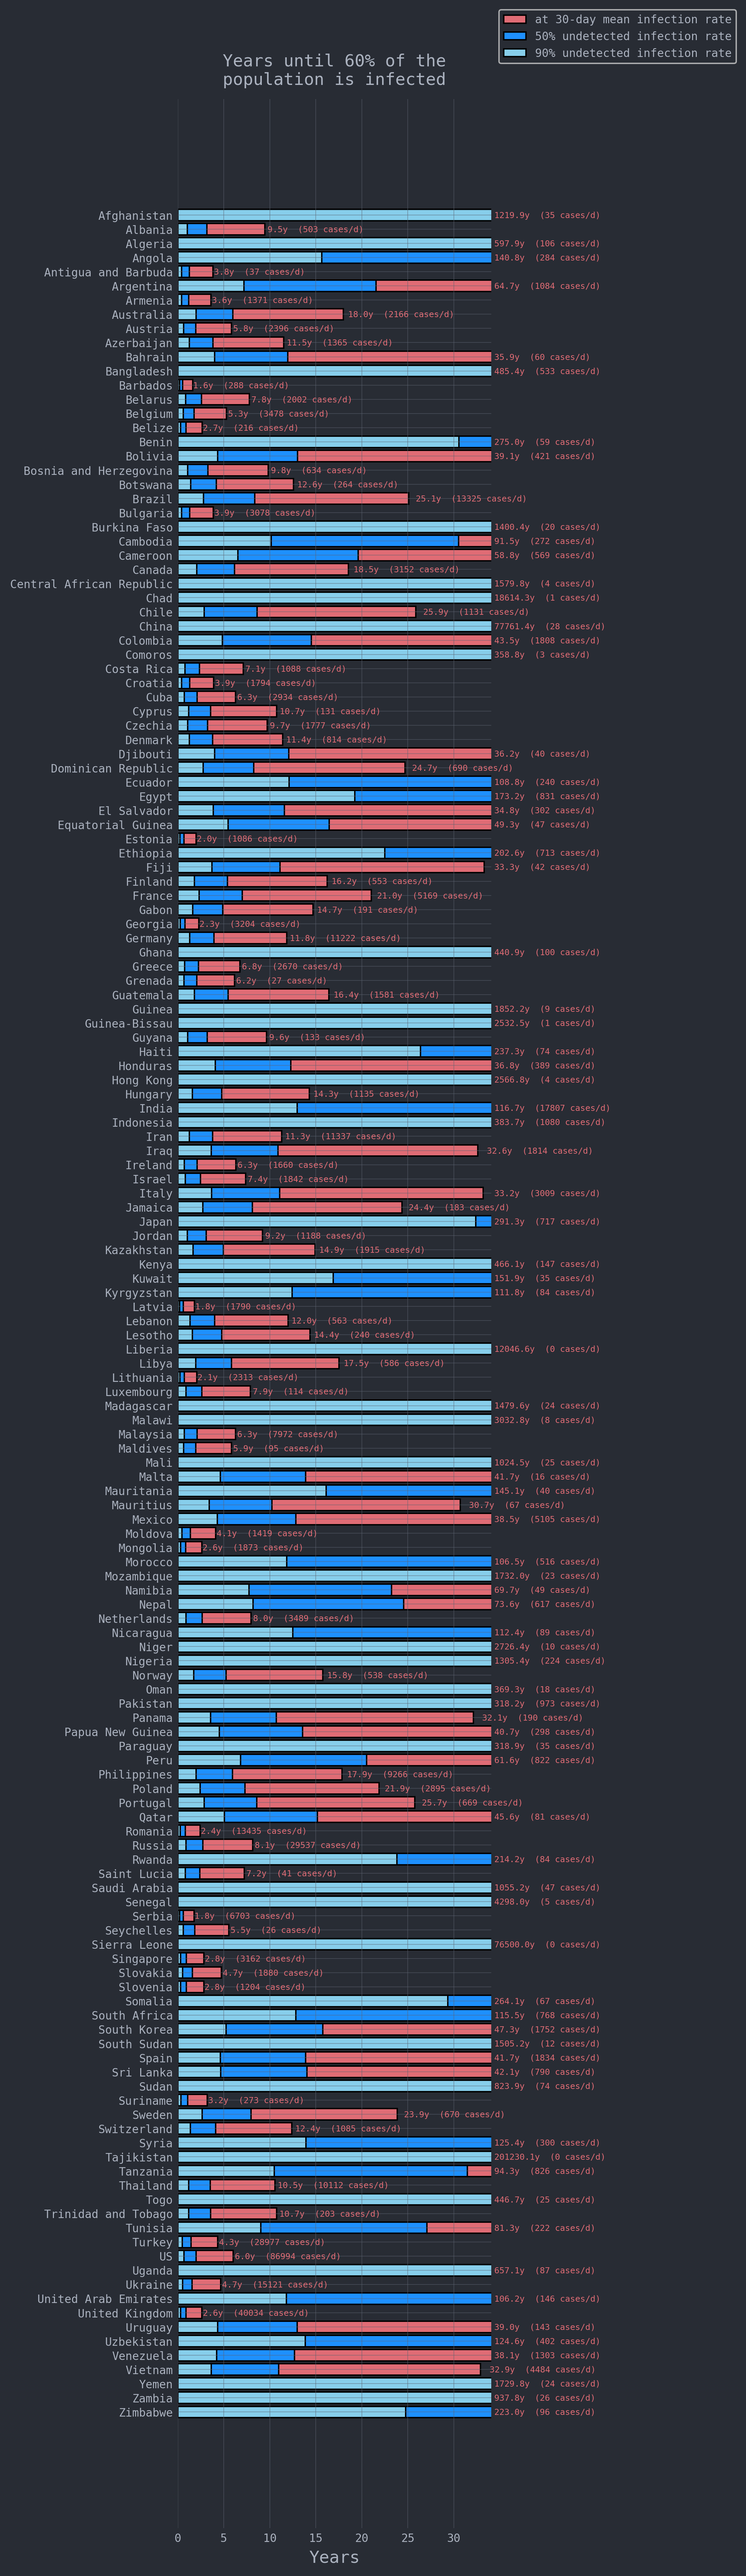 at 30-day mean infection rate
50% undetected infection rate
90% undetected infection rate
Years until 60% of the
population is infected
Afghanistan 1219.9y (35 cases/d)
Albania 9.5y (503 cases/d)
Algeria 597.9y (106 cases/d)
Angola 140.8y (284 cases/d)
Antigua and Barbuda 3.8y (37 cases/d)
Argentina 64.7y (1084 cases/d)
Armenia 3.6y (1371 cases/d)
Australia 18.0y (2166 cases/d)
Austria 5.8y (2396 cases/d)
Azerbaijan 11.5y (1365 cases/d)
Bahrain 35.9y (60 cases/d)
Bangladesh 485.4y (533 cases/d)
Barbados 1.6y (288 cases/d)
Belarus 7.8y (2002 cases/d)
Belgium 5.3y (3478 cases/d)
Belize 2.7y (216 cases/d)
Benin 275.0y (59 cases/d)
Bolivia 39.1y (421 cases/d)
Bosnia and Herzegovina 9.8y (634 cases/d)
Botswana 12.6y (264 cases/d)
Brazil 25.1y (13325 cases/d)
Bulgaria 3.9y (3078 cases/d)
Burkina Faso 1400.4y (20 cases/d)
Cambodia 91.5y (272 cases/d)
Cameroon 58.8y (569 cases/d)
Canada 18.5y (3152 cases/d)
Central African Republic 1579.8y (4 cases/d)
Chad 18614.3y (1 cases/d)
Chile 25.9y (1131 cases/d)
China 77761.4y (28 cases/d)
Colombia 43.5y (1808 cases/d)
Comoros 358.8y (3 cases/d)
Costa Rica 7.1y (1088 cases/d)
Croatia 3.9y (1794 cases/d)
Cuba 6.3y (2934 cases/d)
Cyprus 10.7y (131 cases/d)
Czechia 9.7y (1777 cases/d)
Denmark 11.4y (814 cases/d)
Djibouti 36.2y (40 cases/d)
Dominican Republic 24.7y (690 cases/d)
Ecuador 108.8y (240 cases/d)
Egypt 173.2y (831 cases/d)
El Salvador 34.8y (302 cases/d)
Equatorial Guinea 49.3y (47 cases/d)
Estonia 2.0y (1086 cases/d)
Ethiopia 202.6y (713 cases/d)
Fiji 33.3y (42 cases/d)
Finland 16.2y (553 cases/d)
France 21.0y (5169 cases/d)
Gabon 14.7y (191 cases/d)
Georgia 2.3y (3204 cases/d)
Germany 11.8y (11222 cases/d)
Ghana 440.9y (100 cases/d)
Greece 6.8y (2670 cases/d)
Grenada 6.2y (27 cases/d)
Guatemala 16.4y (1581 cases/d)
Guinea 1852.2y (9 cases/d)
Guinea-Bissau 2532.5y (1 cases/d)
Guyana 9.6y (133 cases/d)
Haiti 237.3y (74 cases/d)
Honduras 36.8y (389 cases/d)
Hong Kong 2566.8y (4 cases/d)
Hungary 14.3y (1135 cases/d)
India 116.7y (17807 cases/d)
Indonesia 383.7y (1080 cases/d)
Iran 11.3y (11337 cases/d)
Iraq 32.6y (1814 cases/d)
Ireland 6.3y (1660 cases/d)
Israel 7.4y (1842 cases/d)
Italy 33.2y (3009 cases/d)
Jamaica 24.4y (183 cases/d)
Japan 291.3y (717 cases/d)
Jordan 9.2y (1188 cases/d)
Kazakhstan 14.9y (1915 cases/d)
Kenya 466.1y (147 cases/d)
Kuwait 151.9y (35 cases/d)
Kyrgyzstan 111.8y (84 cases/d)
Latvia 1.8y (1790 cases/d)
Lebanon 12.0y (563 cases/d)
Lesotho 14.4y (240 cases/d)
Liberia 12046.6y (0 cases/d)
Libya 17.5y (586 cases/d)
Lithuania 2.1y (2313 cases/d)
Luxembourg 7.9y (114 cases/d)
Madagascar 1479.6y (24 cases/d)
Malawi 3032.8y (8 cases/d)
Malaysia 6.3y (7972 cases/d)
Maldives 5.9y (95 cases/d)
Mali 1024.5y (25 cases/d)
Malta 41.7y (16 cases/d)
Mauritania 145.1y (40 cases/d)
Mauritius 30.7y (67 cases/d)
Mexico 38.5y (5105 cases/d)
Moldova 4.1y (1419 cases/d)
Mongolia 2.6y (1873 cases/d)
Morocco 106.5y (516 cases/d)
Mozambique 1732.0y (23 cases/d)
Namibia 69.7y (49 cases/d)
Nepal 73.6y (617 cases/d)
Netherlands 8.0y (3489 cases/d)
Nicaragua 112.4y (89 cases/d)
Niger 2726.4y (10 cases/d)
Nigeria 1305.4y (224 cases/d)
Norway 15.8y (538 cases/d)
Oman 369.3y (18 cases/d)
Pakistan 318.2y (973 cases/d)
Panama 32.1y (190 cases/d)
Papua New Guinea 40.7y (298 cases/d)
Paraguay 318.9y (35 cases/d)
Peru 61.6y (822 cases/d)
Philippines 17.9y (9266 cases/d)
Poland 21.9y (2895 cases/d)
Portugal 25.7y (669 cases/d)
Qatar 45.6y (81 cases/d)
Romania 2.4y (13435 cases/d)
Russia 8.1y (29537 cases/d)
Rwanda 214.2y (84 cases/d)
Saint Lucia 7.2y (41 cases/d)
Saudi Arabia 1055.2y (47 cases/d)
Senegal 4298.0y (5 cases/d)
Serbia 1.8y (6703 cases/d)
Seychelles 5.5y (26 cases/d)
Sierra Leone 76500.0y (0 cases/d)
Singapore 2.8y (3162 cases/d)
Slovakia 4.7y (1880 cases/d)
Slovenia 2.8y (1204 cases/d)
Somalia 264.1y (67 cases/d)
South Africa 115.5y (768 cases/d)
South Korea 47.3y (1752 cases/d)
South Sudan 1505.2y (12 cases/d)
Spain 41.7y (1834 cases/d)
Sri Lanka 42.1y (790 cases/d)
Sudan 823.9y (74 cases/d)
Suriname 3.2y (273 cases/d)
Sweden 23.9y (670 cases/d)
Switzerland 12.4y (1085 cases/d)
Syria 125.4y (300 cases/d)
Tajikistan 201230.1y (0 cases/d)
Tanzania 94.3y (826 cases/d)
Thailand 10.5y (10112 cases/d)
Togo 446.7y (25 cases/d)
Trinidad and Tobago 10.7y (203 cases/d)
Tunisia 81.3y (222 cases/d)
Turkey 4.3y (28977 cases/d)
US 6.0y (86994 cases/d)
Uganda 657.1y (87 cases/d)
Ukraine 4.7y (15121 cases/d)
United Arab Emirates 106.2y (146 cases/d)
United Kingdom 2.6y (40034 cases/d)
Uruguay 39.0y (143 cases/d)
Uzbekistan 124.6y (402 cases/d)
Venezuela 38.1y (1303 cases/d)
Vietnam 32.9y (4484 cases/d)
Yemen 1729.8y (24 cases/d)
Zambia 937.8y (26 cases/d)
Zimbabwe 223.0y (96 cases/d)
0 5 10 15 20 25 30
Years